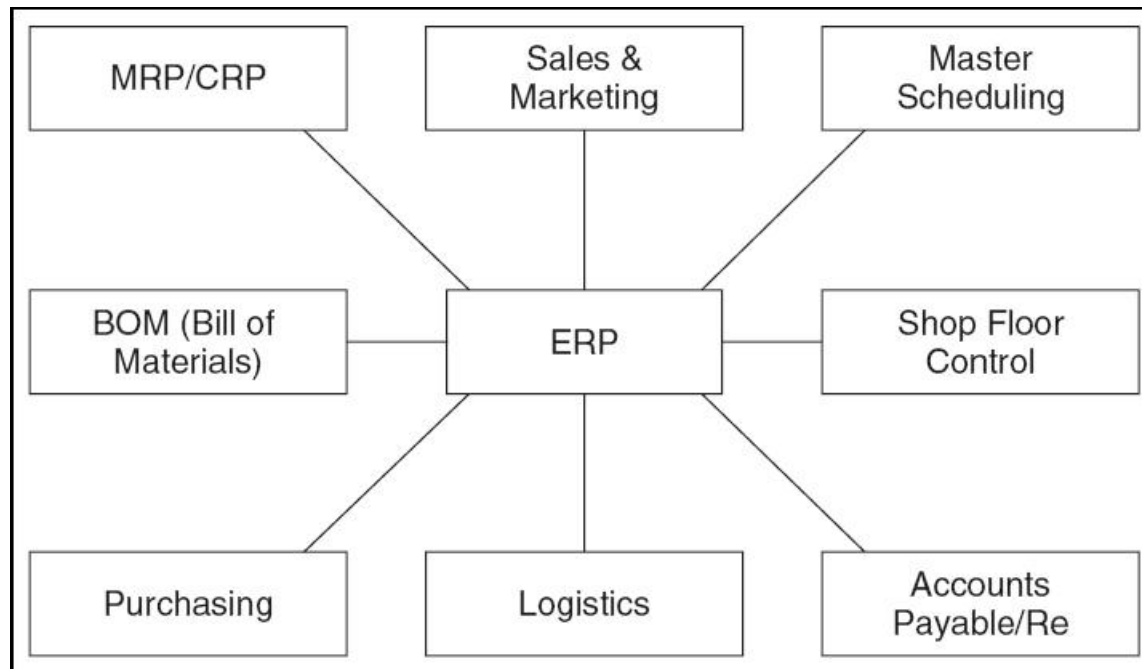 MRP/CRP
Sales &
Marketing
Master
Scheduling
BOM (Bill of
Materials)
ERP
Shop Floor
Control
Purchasing
Logistics
Accounts
Payable/Re